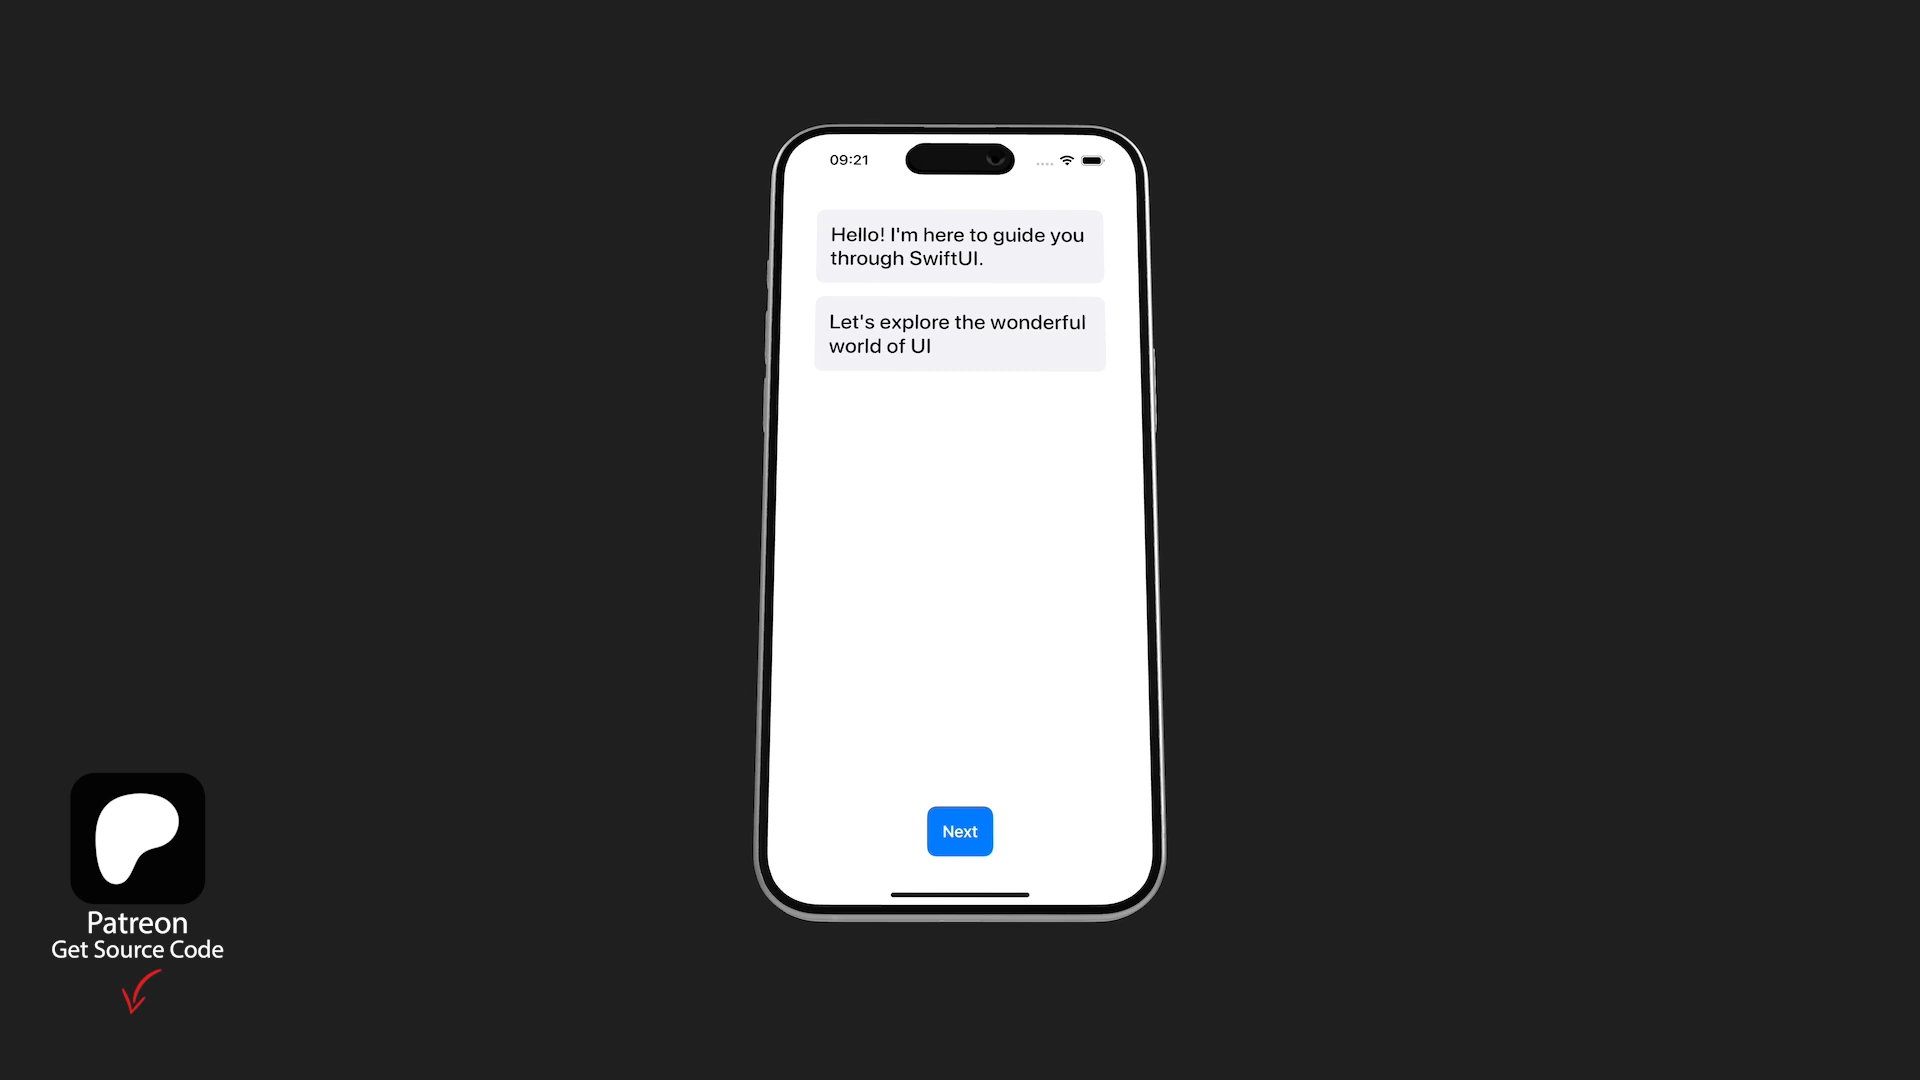 09:21
Hello! I'm here to guide you
through SwiftUI.
Let's explore the wonderful
world of UI
Next
Patreon
Get Source Code